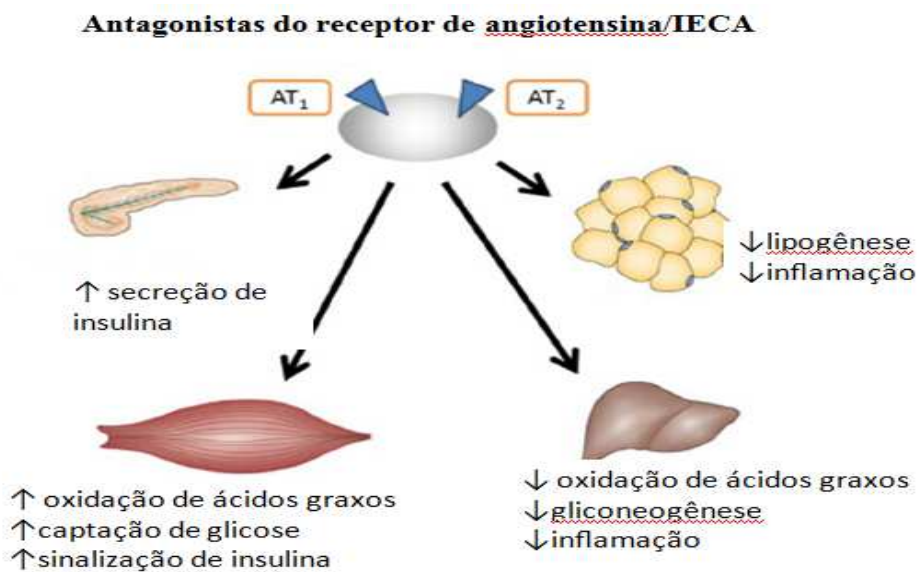 Antagonistas do receptor de angiotensina/IECA
AT₁
AT₂
↓lipogênese
↓inflamação
↑ secreção de
insulina
↑ oxidação de ácidos graxos
↑captação de glicose
↑sinalização de insulina
↓ oxidação de ácidos graxos
↓gliconeogênese
↓inflamação